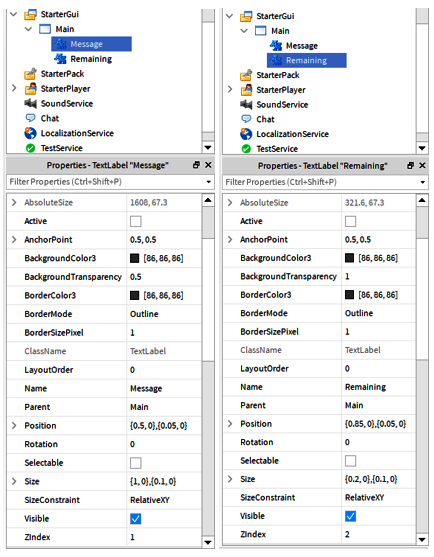 StarterGui
Main
Message
Remaining
StarterPack
StarterPlayer
SoundService
Chat
LocalizationService
TestService
Properties - TextLabel "Message"
Filter Properties (Ctrl+Shift+P)
AbsoluteSize 1608, 67.3
Active
AnchorPoint 0.5, 0.5
BackgroundColor3 [86, 86, 86]
BackgroundTransparency 0.5
BorderColor3 [86, 86, 86]
BorderMode Outline
BorderSizePixel 1
ClassName TextLabel
LayoutOrder 0
Name Message
Parent Main
Position {0.5, 0},{0.05, 0}
Rotation 0
Selectable
Size {1, 0},{0.1, 0}
SizeConstraint RelativeXY
Visible
ZIndex 1
StarterGui
Main
Message
Remaining
StarterPack
StarterPlayer
SoundService
Chat
LocalizationService
TestService
Properties - TextLabel "Remaining"
Filter Properties (Ctrl+Shift+P)
AbsoluteSize 321.6, 67.3
Active
AnchorPoint 0.5, 0.5
BackgroundColor3 [86, 86, 86]
BackgroundTransparency 1
BorderColor3 [86, 86, 86]
BorderMode Outline
BorderSizePixel 1
ClassName TextLabel
LayoutOrder 0
Name Remaining
Parent Main
Position {0.85, 0},{0.05, 0}
Rotation 0
Selectable
Size {0.2, 0},{0.1, 0}
SizeConstraint RelativeXY
Visible
ZIndex 2